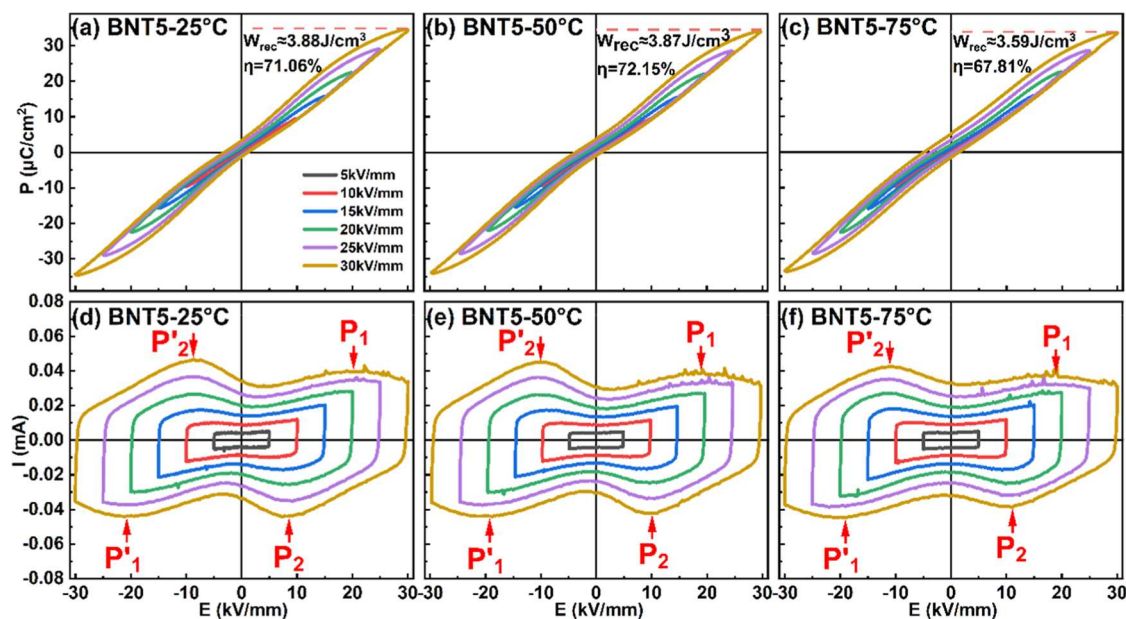 (a) BNT5-25°C
W_rec≈3.88J/cm³
η=71.06%
(b) BNT5-50°C
W_rec≈3.87J/cm³
η=72.15%
(c) BNT5-75°C
W_rec≈3.59J/cm³
η=67.81%
P (µC/cm²)
30
20
10
0
-10
-20
-30
5kV/mm
10kV/mm
15kV/mm
20kV/mm
25kV/mm
30kV/mm
(d) BNT5-25°C
P'₂
P₁
P'₁
P₂
(e) BNT5-50°C
P'₂
P₁
P'₁
P₂
(f) BNT5-75°C
P'₂
P₁
P'₁
P₂
I (mA)
0.08
0.06
0.04
0.02
0.00
-0.02
-0.04
-0.06
-0.08
-30 -20 -10 0 10 20 30
-20 -10 0 10 20 30
-20 -10 0 10 20 30
E (kV/mm)
E (kV/mm)
E (kV/mm)